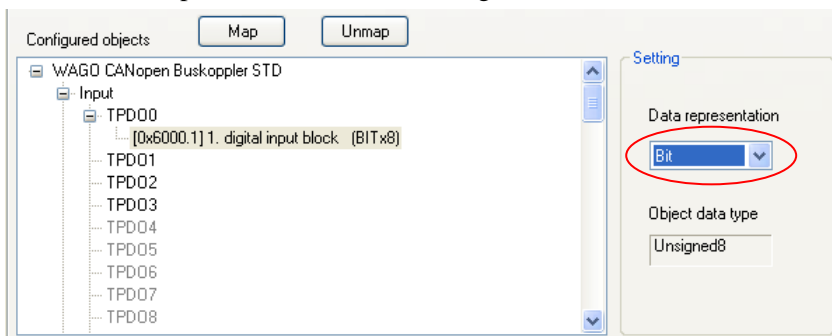 Configured objects Map Unmap
WAGO CANopen Buskoppler STD
Input
TPDO0
[0x6000.1] 1. digital input block (BITx8)
TPDO1
TPDO2
TPDO3
TPDO4
TPDO5
TPDO6
TPDO7
TPDO8
Setting
Data representation
Bit
Object data type
Unsigned8